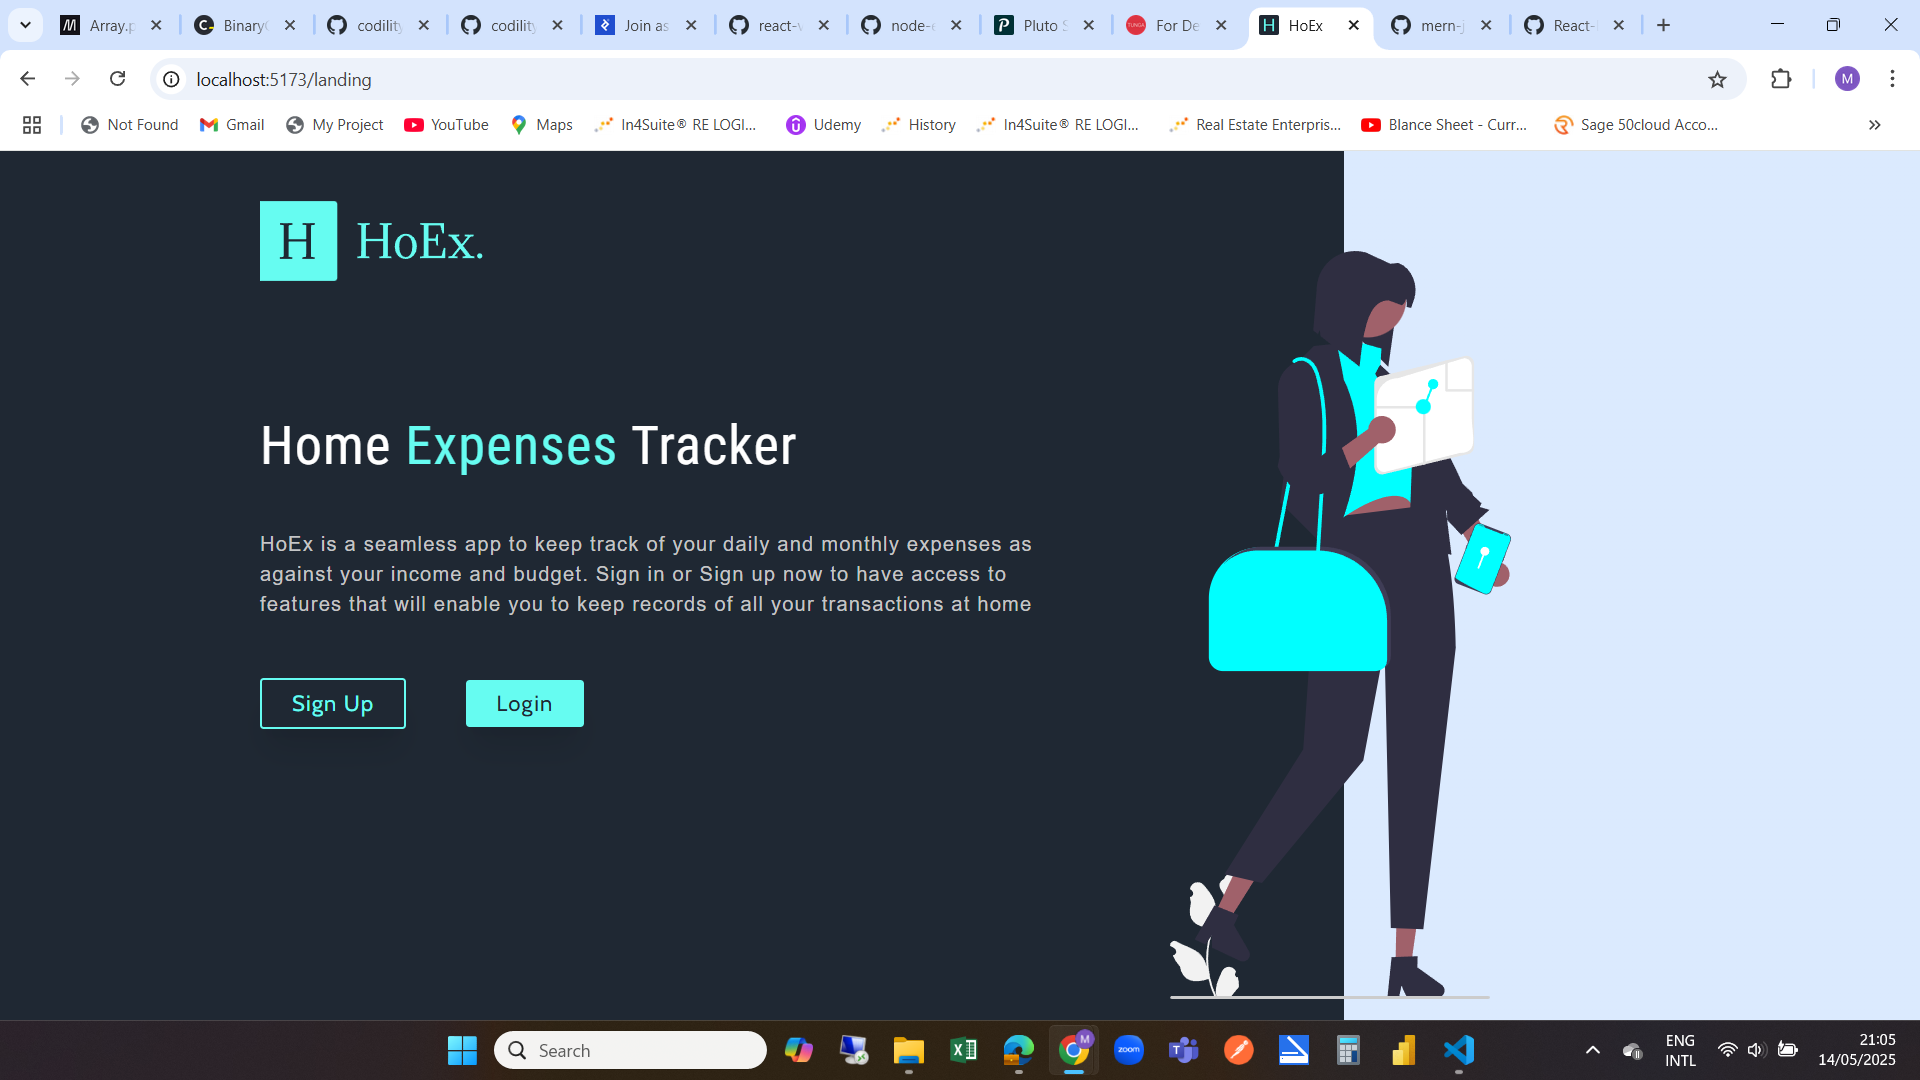 Array.p
Binary
codility
codility
Join as
react-v
node-e
Pluto S
For De
HoEx
mern-j
React-
localhost:5173/landing
M
Not Found
Gmail
My Project
YouTube
Maps
In4Suite® RE LOGI...
Udemy
History
In4Suite® RE LOGI...
Real Estate Enterpris...
Blance Sheet - Curr...
Sage 50cloud Acco...
H
HoEx.
Home Expenses Tracker
HoEx is a seamless app to keep track of your daily and monthly expenses as
against your income and budget. Sign in or Sign up now to have access to
features that will enable you to keep records of all your transactions at home
Sign Up
Login
Search
M
zoom
ENG
INTL
21:05
14/05/2025